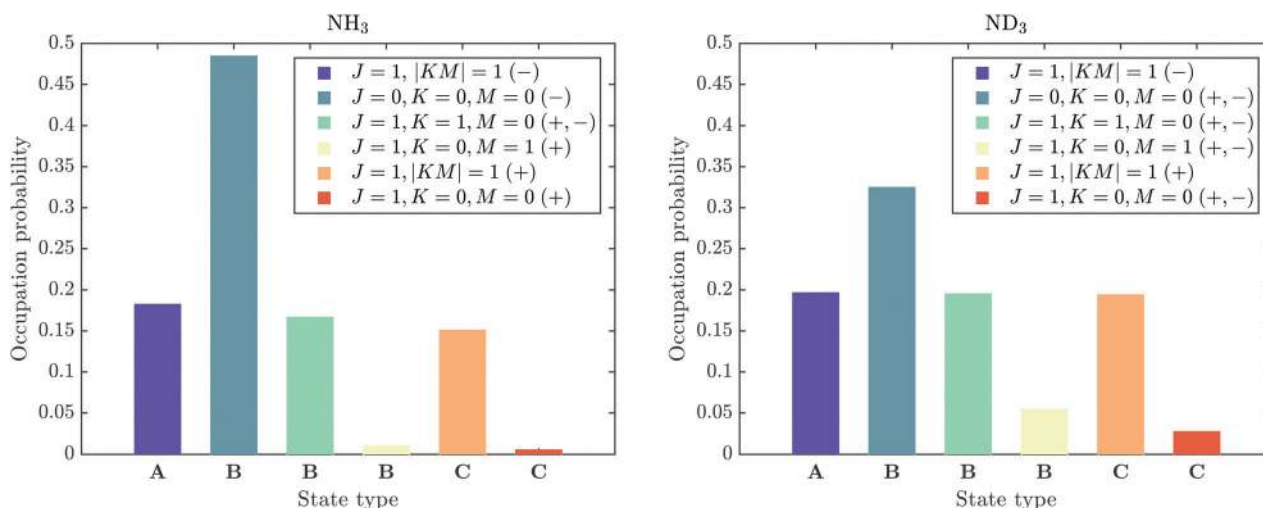 NH₃
0.5
0.45
0.4
0.35
0.3
0.25
0.2
0.15
0.1
0.05
0
Occupation probability
J = 1, |KM| = 1 (−)
J = 0, K = 0, M = 0 (−)
J = 1, K = 1, M = 0 (+, −)
J = 1, K = 0, M = 1 (+)
J = 1, |KM| = 1 (+)
J = 1, K = 0, M = 0 (+)
A B B B C C
State type
ND₃
0.5
0.45
0.4
0.35
0.3
0.25
0.2
0.15
0.1
0.05
0
Occupation probability
J = 1, |KM| = 1 (−)
J = 0, K = 0, M = 0 (+, −)
J = 1, K = 1, M = 0 (+, −)
J = 1, K = 0, M = 1 (+, −)
J = 1, |KM| = 1 (+)
J = 1, K = 0, M = 0 (+, −)
A B B B C C
State type